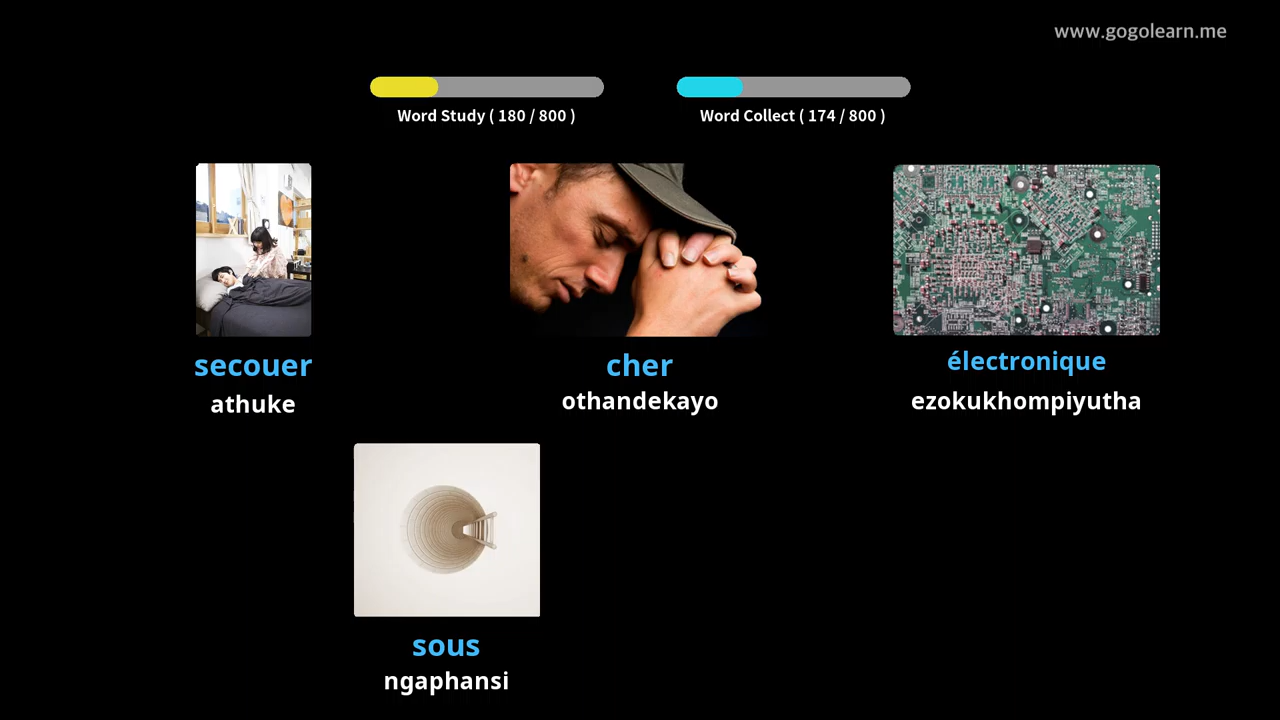 www.gogolearn.me
Word Study ( 180 / 800 )
Word Collect ( 174 / 800 )
secouer
athuke
cher
othandekayo
électronique
ezokukhompiyutha
sous
ngaphansi